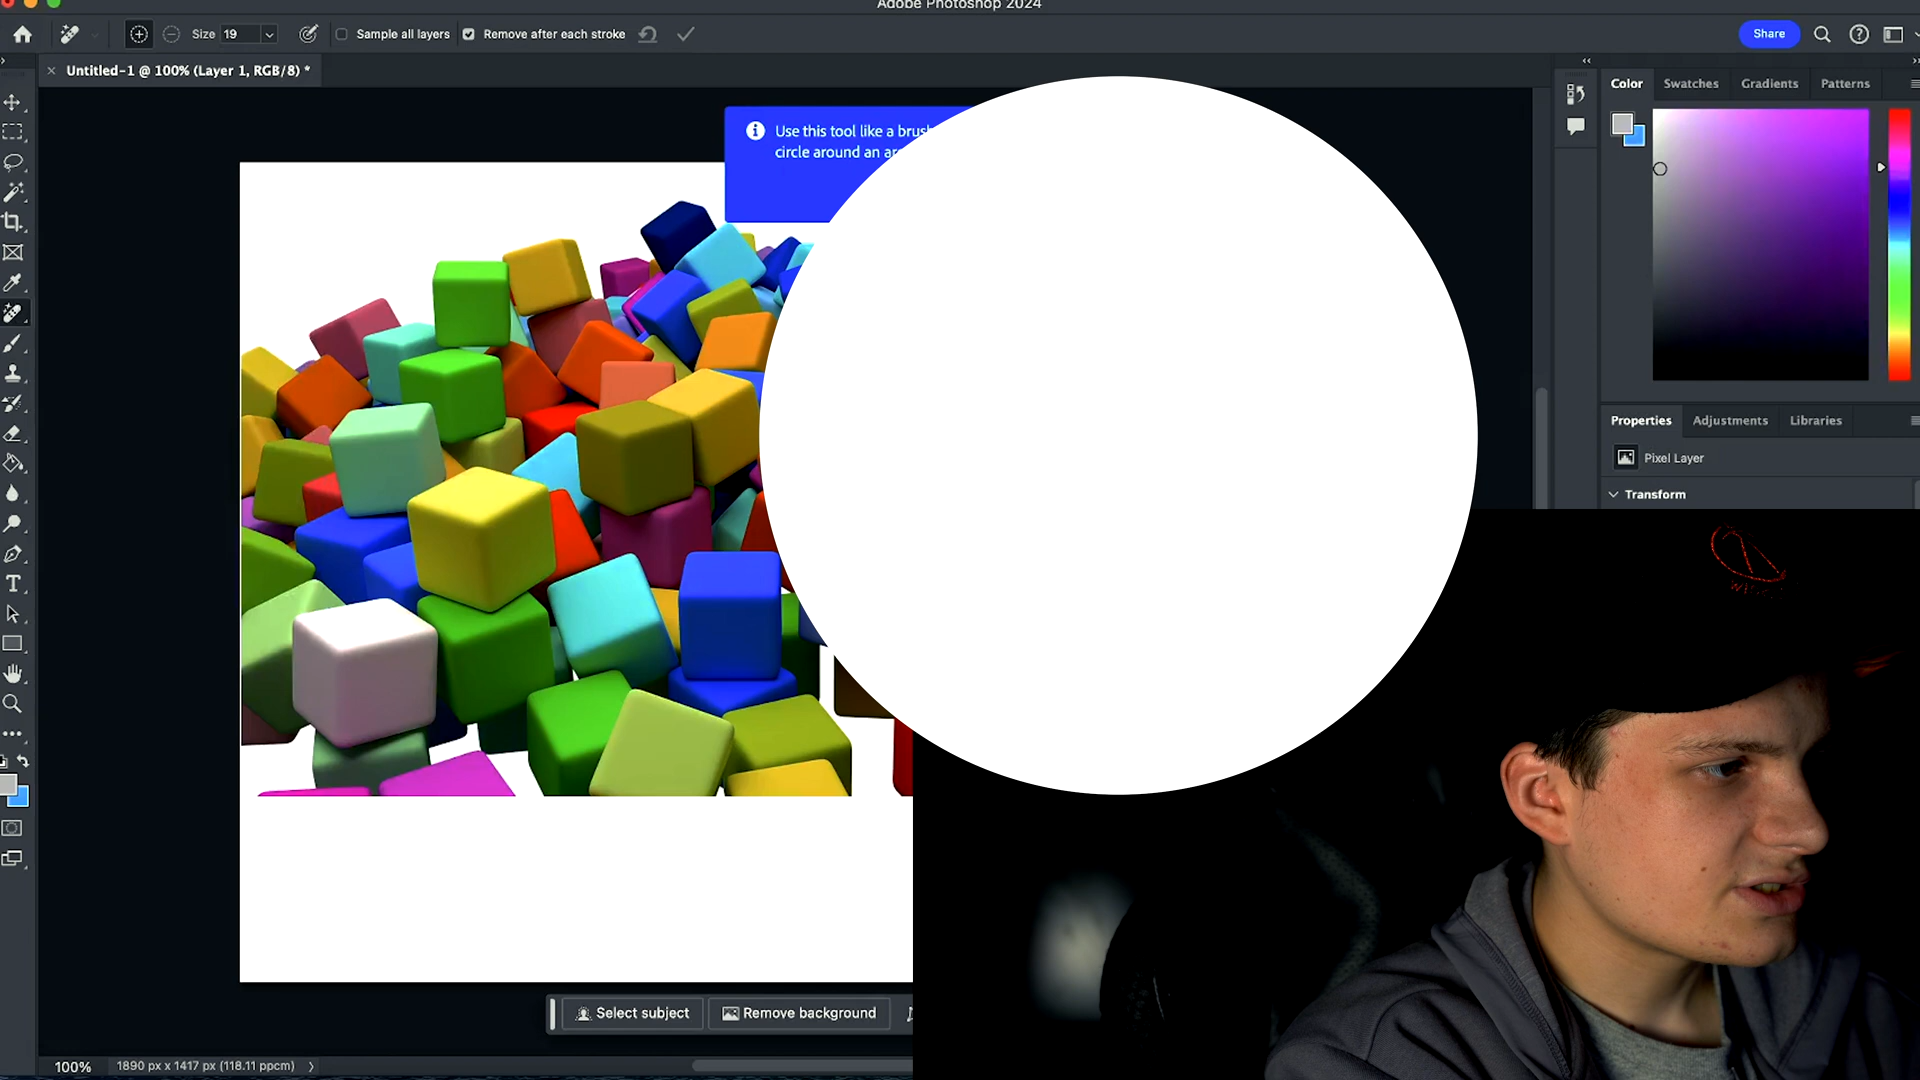 Adobe Photoshop 2024
Size 19 Sample all layers Remove after each stroke
Share
Untitled-1 @ 100% (Layer 1, RGB/8) *
Color Swatches Gradients Patterns
Use this tool like a
circle around an
Properties Adjustments Libraries
Pixel Layer
Transform
Select subject Remove background
100% 1890 px x 1417 px (118.11 ppcm)